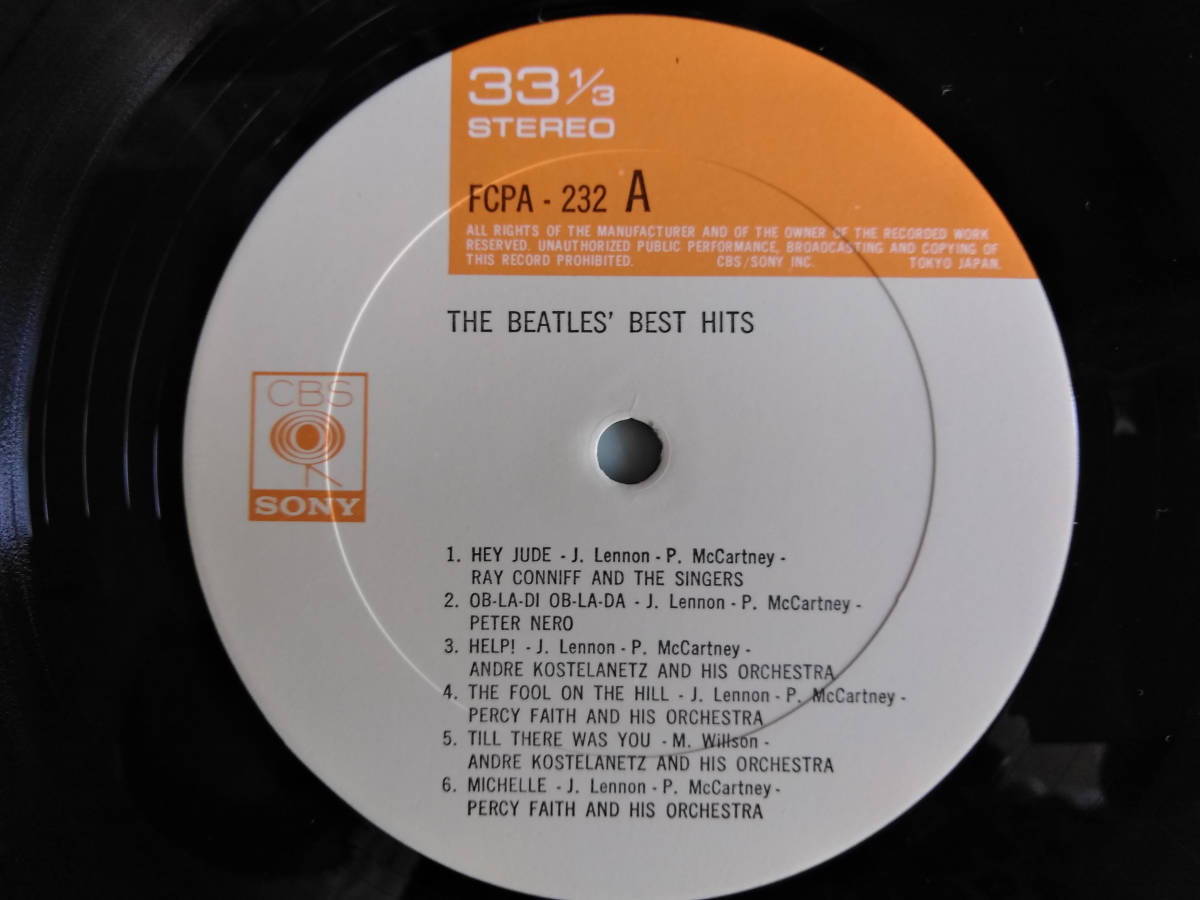 33 1/3
STEREO
FCPA - 232 A
ALL RIGHTS OF THE MANUFACTURER AND OF THE OWNER OF THE RECORDED WORK
RESERVED. UNAUTHORIZED PUBLIC PERFORMANCE, BROADCASTING AND COPYING OF
THIS RECORD PROHIBITED. CBS/SONY INC. TOKYO JAPAN.
THE BEATLES' BEST HITS
CBS
SONY
1. HEY JUDE - J. Lennon - P. McCartney -
RAY CONNIFF AND THE SINGERS
2. OB-LA-DI OB-LA-DA - J. Lennon - P. McCartney -
PETER NERO
3. HELP! - J. Lennon - P. McCartney -
ANDRE KOSTELANETZ AND HIS ORCHESTRA
4. THE FOOL ON THE HILL - J. Lennon - P. McCartney -
PERCY FAITH AND HIS ORCHESTRA
5. TILL THERE WAS YOU - M. Willson -
ANDRE KOSTELANETZ AND HIS ORCHESTRA
6. MICHELLE - J. Lennon - P. McCartney -
PERCY FAITH AND HIS ORCHESTRA